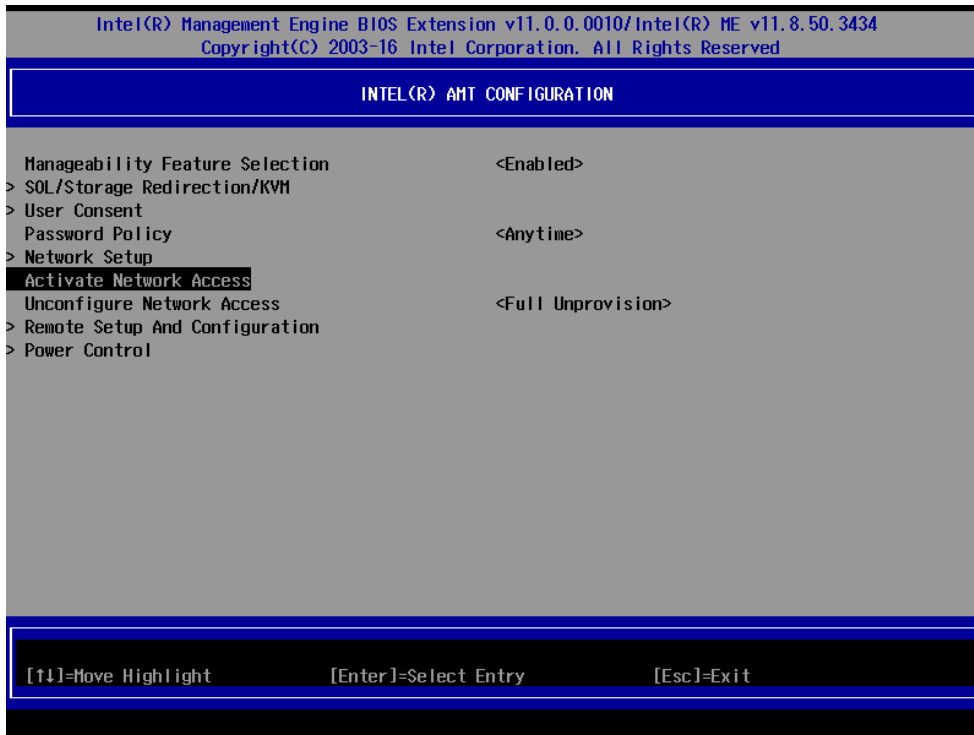 Intel(R) Management Engine BIOS Extension v11.0.0.0010/Intel(R) ME v11.8.50.3434
Copyright(C) 2003-16 Intel Corporation. All Rights Reserved
INTEL(R) AMT CONFIGURATION
Manageability Feature Selection <Enabled>
> SOL/Storage Redirection/KVM
> User Consent
Password Policy <Anytime>
> Network Setup
Activate Network Access
Unconfigure Network Access <Full Unprovision>
> Remote Setup And Configuration
> Power Control
[↑↓]=Move Highlight [Enter]=Select Entry [Esc]=Exit